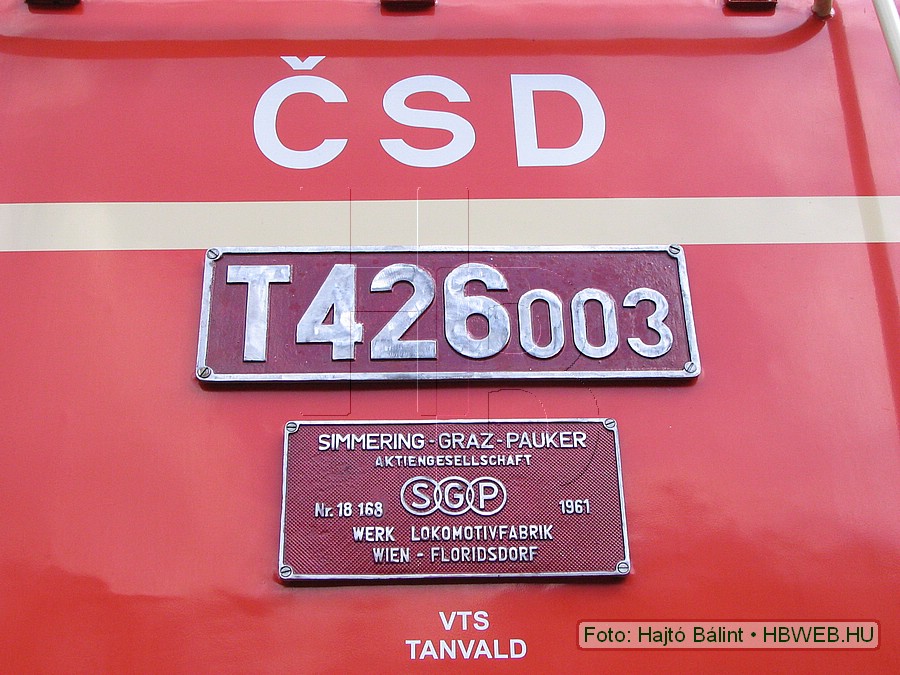 ČSD
T426003
SIMMERING-GRAZ-PAUKER
AKTIENGESELLSCHAFT
SGP
Nr. 18 168 1961
WERK LOKOMOTIVFABRIK
WIEN - FLORIDSDORF
VTS
TANVALD
Foto: Hajtó Bálint • HBWEB.HU